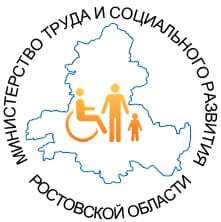 МИНИСТЕРСТВО ТРУДА И СОЦИАЛЬНОГО РАЗВИТИЯ
РОСТОВСКОЙ ОБЛАСТИ